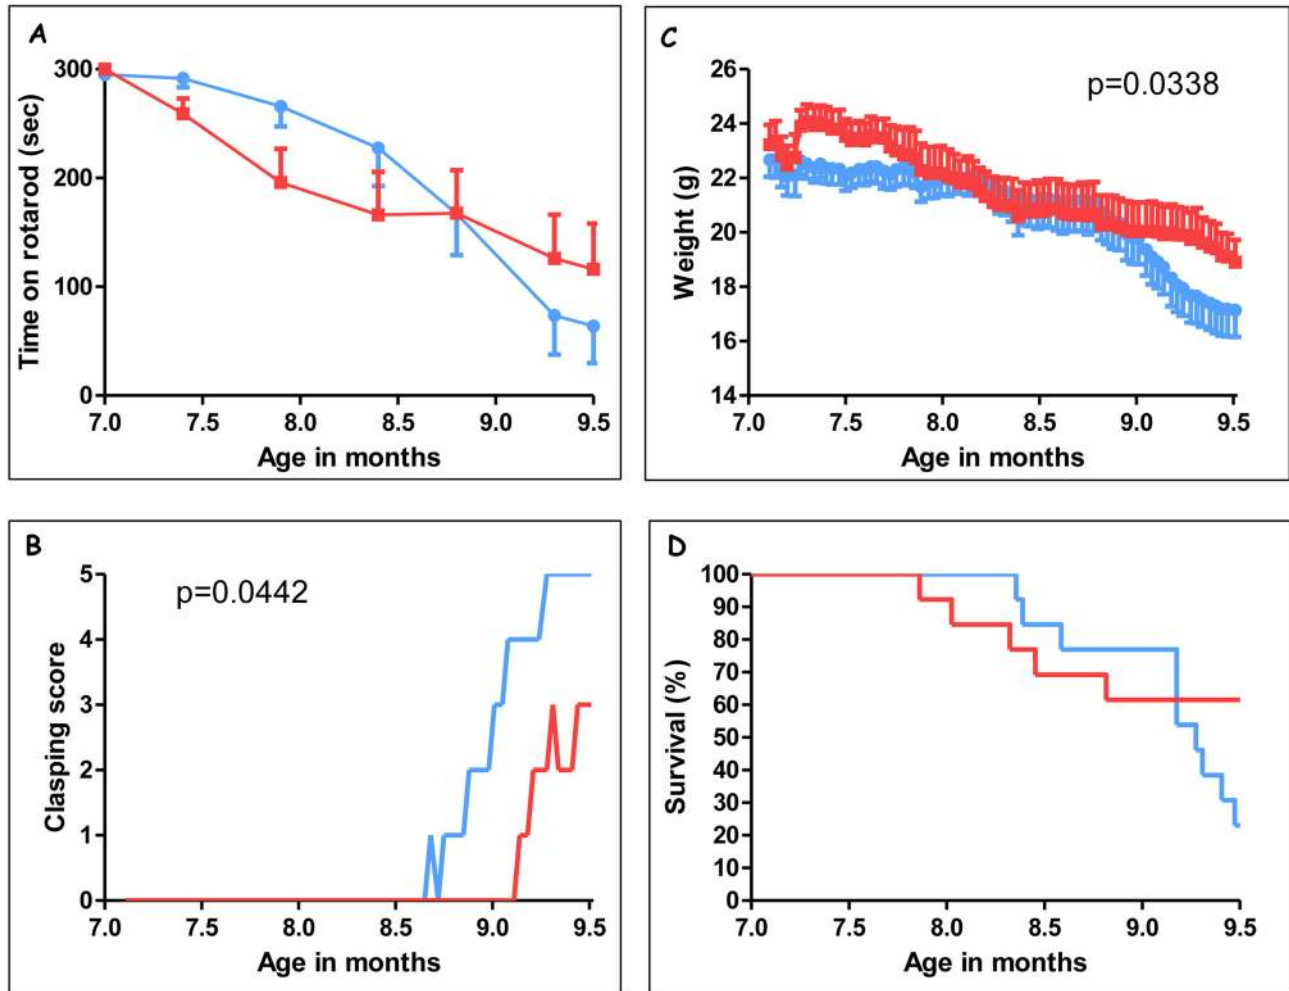 A
Time on rotarod (sec)
300
200
100
0
7.0 7.5 8.0 8.5 9.0 9.5
Age in months
C
p=0.0338
Weight (g)
26
24
22
20
18
16
14
7.0 7.5 8.0 8.5 9.0 9.5
Age in months
B
p=0.0442
Clasping score
5
4
3
2
1
0
7.0 7.5 8.0 8.5 9.0 9.5
Age in months
D
Survival (%)
100
90
80
70
60
50
40
30
20
10
0
7.0 7.5 8.0 8.5 9.0 9.5
Age in months